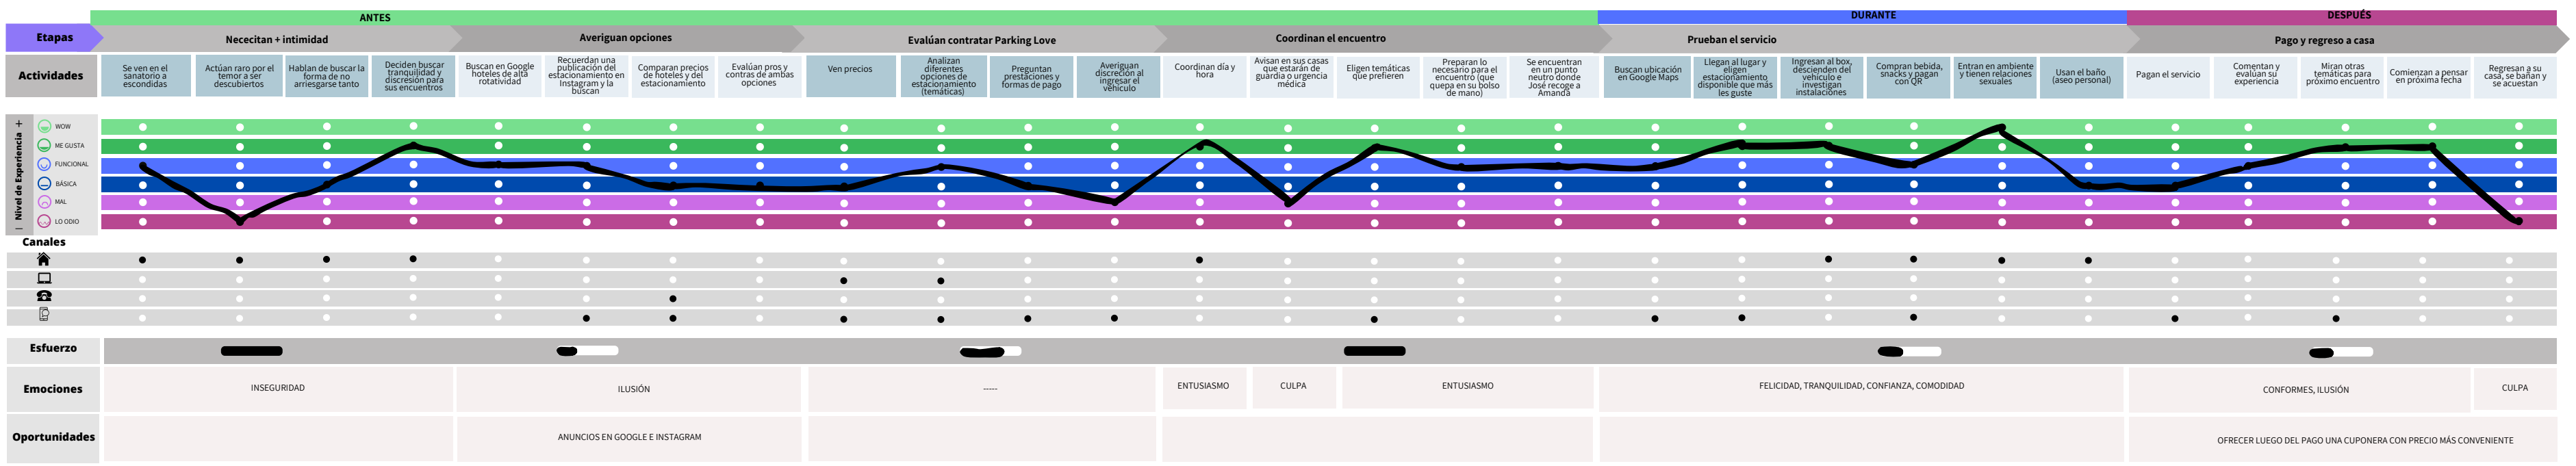 ANTES
DURANTE
DESPUÉS
Etapas
Nececitan + intimidad
Averiguan opciones
Evalúan contratar Parking Love
Coordinan el encuentro
Prueban el servicio
Pago y regreso a casa
Actividades
Se ven en el
sanatorio a
escondidas
Actúan raro por el
temor a ser
descubiertos
Hablan de buscar la
forma de no
arriesgarse tanto
Deciden buscar
tranquilidad y
discresión para
sus encuentros
Buscan en Google
hoteles de alta
rotatividad
Recuerdan una
publicación del
estacionamiento en
Instagram y la
buscan
Comparan precios
de hoteles y del
estacionamiento
Evalúan pros y
contras de ambas
opciones
Ven precios
Analizan
diferentes
opciones de
estacionamiento
(temáticas)
Preguntan
prestaciones y
formas de pago
Averiguan
discreción al
ingresar el
vehículo
Coordinan día y
hora
Avisan en sus casas
que estarán de
guardia o urgencia
médica
Eligen temáticas
que prefieren
Preparan lo
necesario para el
encuentro (que
quepa en su bolso
de mano)
Se encuentran
en un punto
neutro donde
José recoge a
Amanda
Buscan ubicación
en Google Maps
Llegan al lugar y
eligen
estacionamiento
disponible que más
les guste
Ingresan al box,
descienden del
vehículo e
investigan
instalaciones
Compran bebida,
snacks y pagan
con QR
Entran en ambiente
y tienen relaciones
sexuales
Usan el baño
(aseo personal)
Pagan el servicio
Comentan y
evalúan su
experiencia
Miran otras
temáticas para
próximo encuentro
Comienzan a pensar
en próxima fecha
Regresan a su
casa, se bañan y
se acuestan
Nivel de Experiencia
+
–
WOW
ME GUSTA
FUNCIONAL
BÁSICA
MAL
LO ODIO
Canales
Esfuerzo
Emociones
INSEGURIDAD
ILUSIÓN
-----
ENTUSIASMO
CULPA
ENTUSIASMO
FELICIDAD, TRANQUILIDAD, CONFIANZA, COMODIDAD
CONFORMES, ILUSIÓN
CULPA
Oportunidades
ANUNCIOS EN GOOGLE E INSTAGRAM
OFRECER LUEGO DEL PAGO UNA CUPONERA CON PRECIO MÁS CONVENIENTE